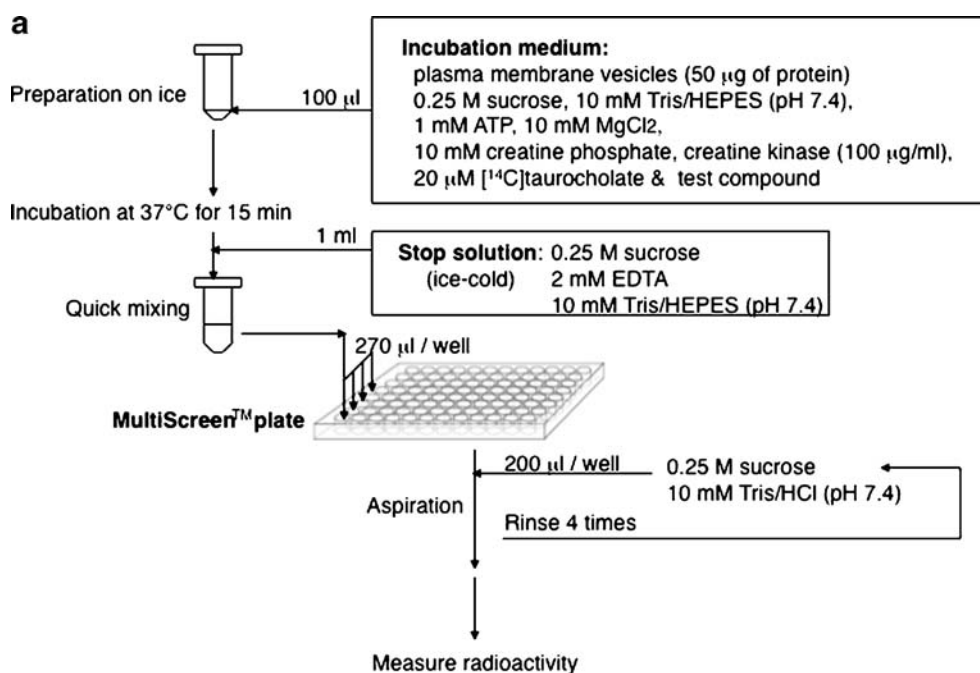 a
Incubation medium:
plasma membrane vesicles (50 μg of protein)
Preparation on ice
100 μl
0.25 M sucrose, 10 mM Tris/HEPES (pH 7.4),
1 mM ATP, 10 mM MgCl2,
10 mM creatine phosphate, creatine kinase (100 μg/ml),
20 μM [14C]taurocholate & test compound
Incubation at 37°C for 15 min
1 ml
Stop solution: 0.25 M sucrose
(ice-cold) 2 mM EDTA
10 mM Tris/HEPES (pH 7.4)
Quick mixing
270 μl / well
MultiScreen™ plate
200 μl / well
0.25 M sucrose
10 mM Tris/HCl (pH 7.4)
Aspiration
Rinse 4 times
Measure radioactivity